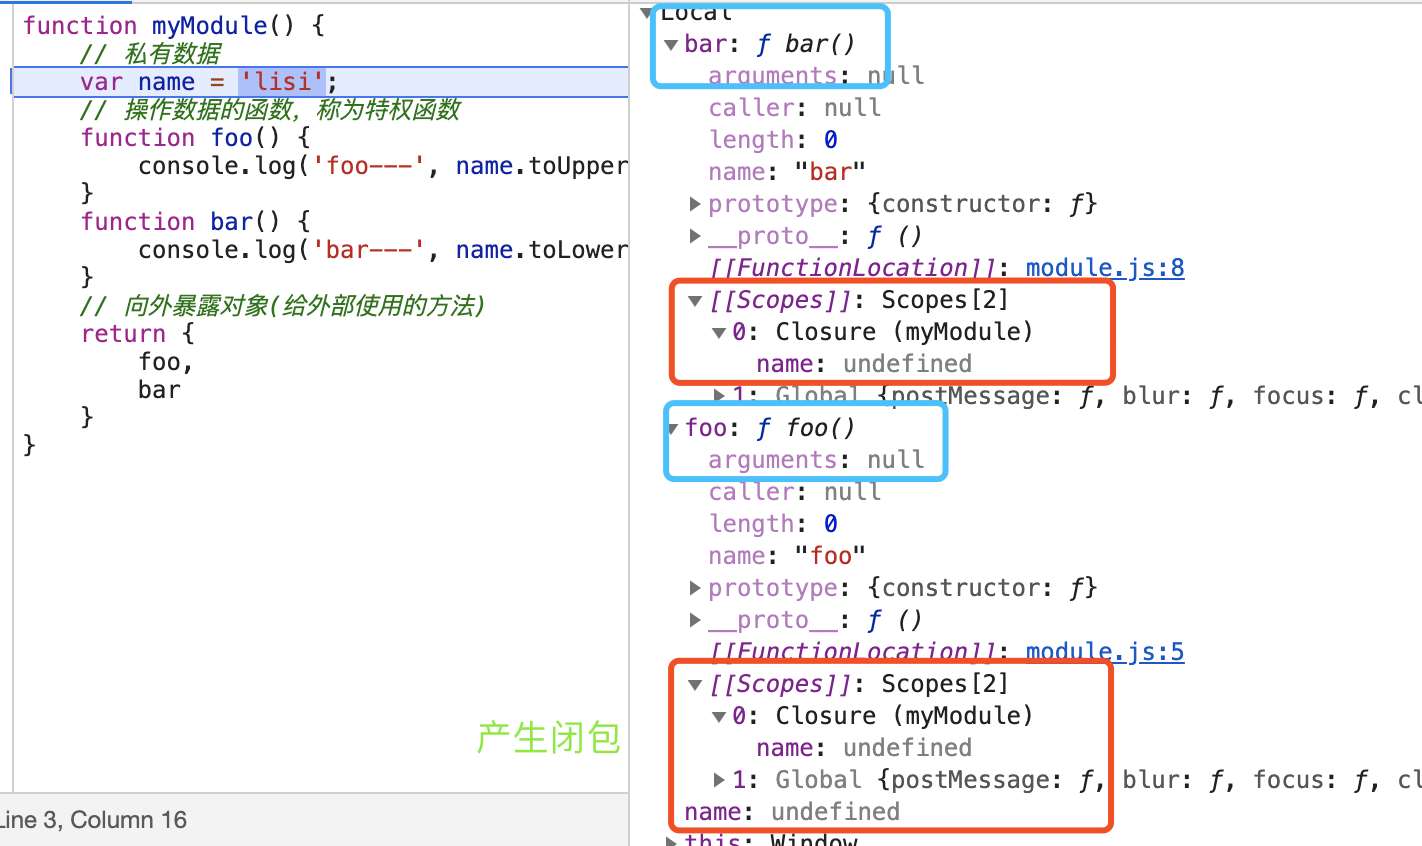 function myModule() {
// 私有数据
var name = 'lisi';
// 操作数据的函数，称为特权函数
function foo() {
console.log('foo---', name.toUpper
}
function bar() {
console.log('bar---', name.toLower
}
// 向外暴露对象(给外部使用的方法)
return {
foo,
bar
}
}
产生闭包
Line 3, Column 16
Local
bar: ƒ bar()
arguments: null
caller: null
length: 0
name: "bar"
prototype: {constructor: ƒ}
__proto__: ƒ ()
[[FunctionLocation]]: module.js:8
[[Scopes]]: Scopes[2]
0: Closure (myModule)
name: undefined
1: Global {postMessage: ƒ, blur: ƒ, focus: ƒ, cl
foo: ƒ foo()
arguments: null
caller: null
length: 0
name: "foo"
prototype: {constructor: ƒ}
__proto__: ƒ ()
[[FunctionLocation]]: module.js:5
[[Scopes]]: Scopes[2]
0: Closure (myModule)
name: undefined
1: Global {postMessage: ƒ, blur: ƒ, focus: ƒ, cl
name: undefined
this: Window